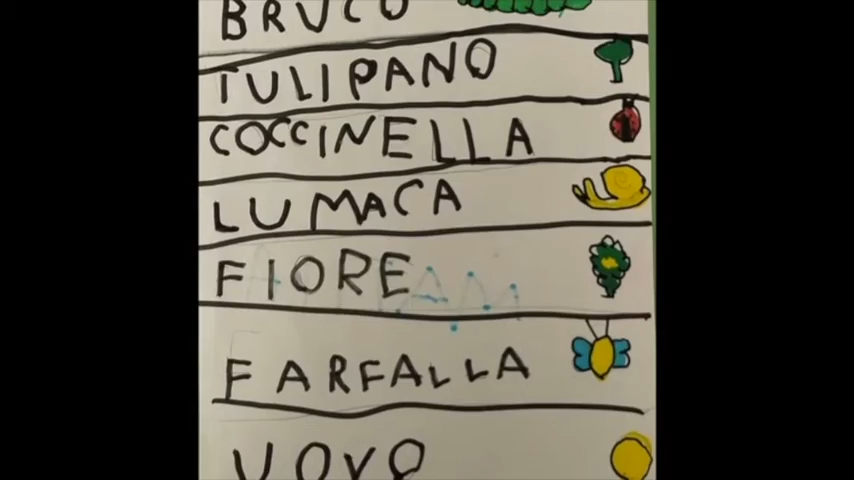 BRUCO
TULIPANO
COCCINELLA
LUMACA
FIORE
FARFALLA
UOVO